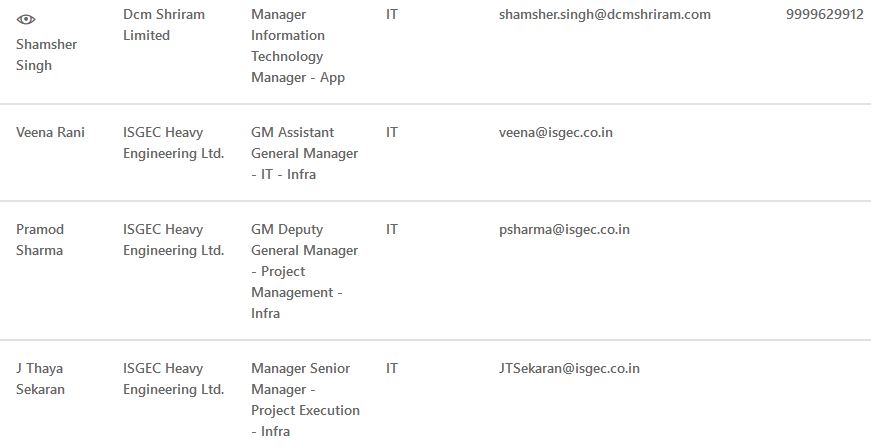 Shamsher
Singh
Dcm Shriram
Limited
Manager
Information
Technology
Manager - App
IT
shamsher.singh@dcmshriram.com
9999629912
Veena Rani
ISGEC Heavy
Engineering Ltd.
GM Assistant
General Manager
- IT - Infra
IT
veena@isgec.co.in
Pramod
Sharma
ISGEC Heavy
Engineering Ltd.
GM Deputy
General Manager
- Project
Management -
Infra
IT
psharma@isgec.co.in
J Thaya
Sekaran
ISGEC Heavy
Engineering Ltd.
Manager Senior
Manager -
Project Execution
- Infra
IT
JTSekaran@isgec.co.in